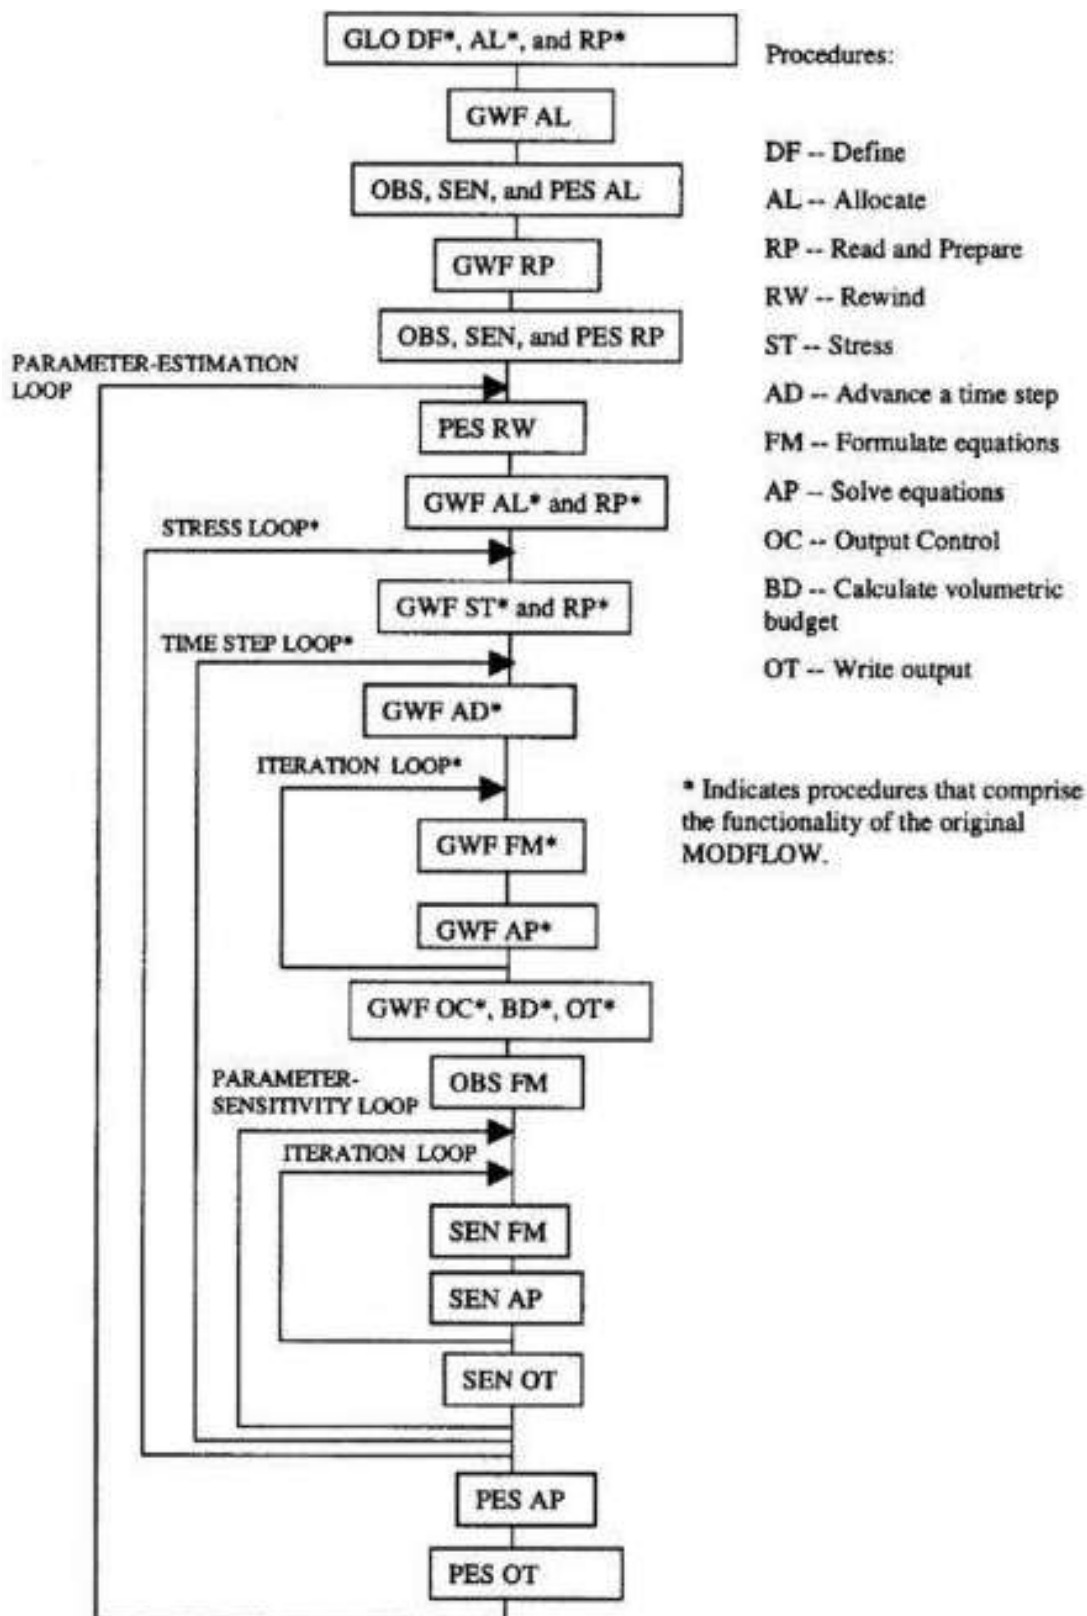 GLO DF*, AL*, and RP*
GWF AL
OBS, SEN, and PES AL
GWF RP
OBS, SEN, and PES RP
PARAMETER-ESTIMATION
LOOP
PES RW
GWF AL* and RP*
STRESS LOOP*
GWF ST* and RP*
TIME STEP LOOP*
GWF AD*
ITERATION LOOP*
GWF FM*
GWF AP*
GWF OC*, BD*, OT*
OBS FM
PARAMETER-
SENSITIVITY LOOP
ITERATION LOOP
SEN FM
SEN AP
SEN OT
PES AP
PES OT
Procedures:
DF -- Define
AL -- Allocate
RP -- Read and Prepare
RW -- Rewind
ST -- Stress
AD -- Advance a time step
FM -- Formulate equations
AP -- Solve equations
OC -- Output Control
BD -- Calculate volumetric
budget
OT -- Write output
* Indicates procedures that comprise
the functionality of the original
MODFLOW.